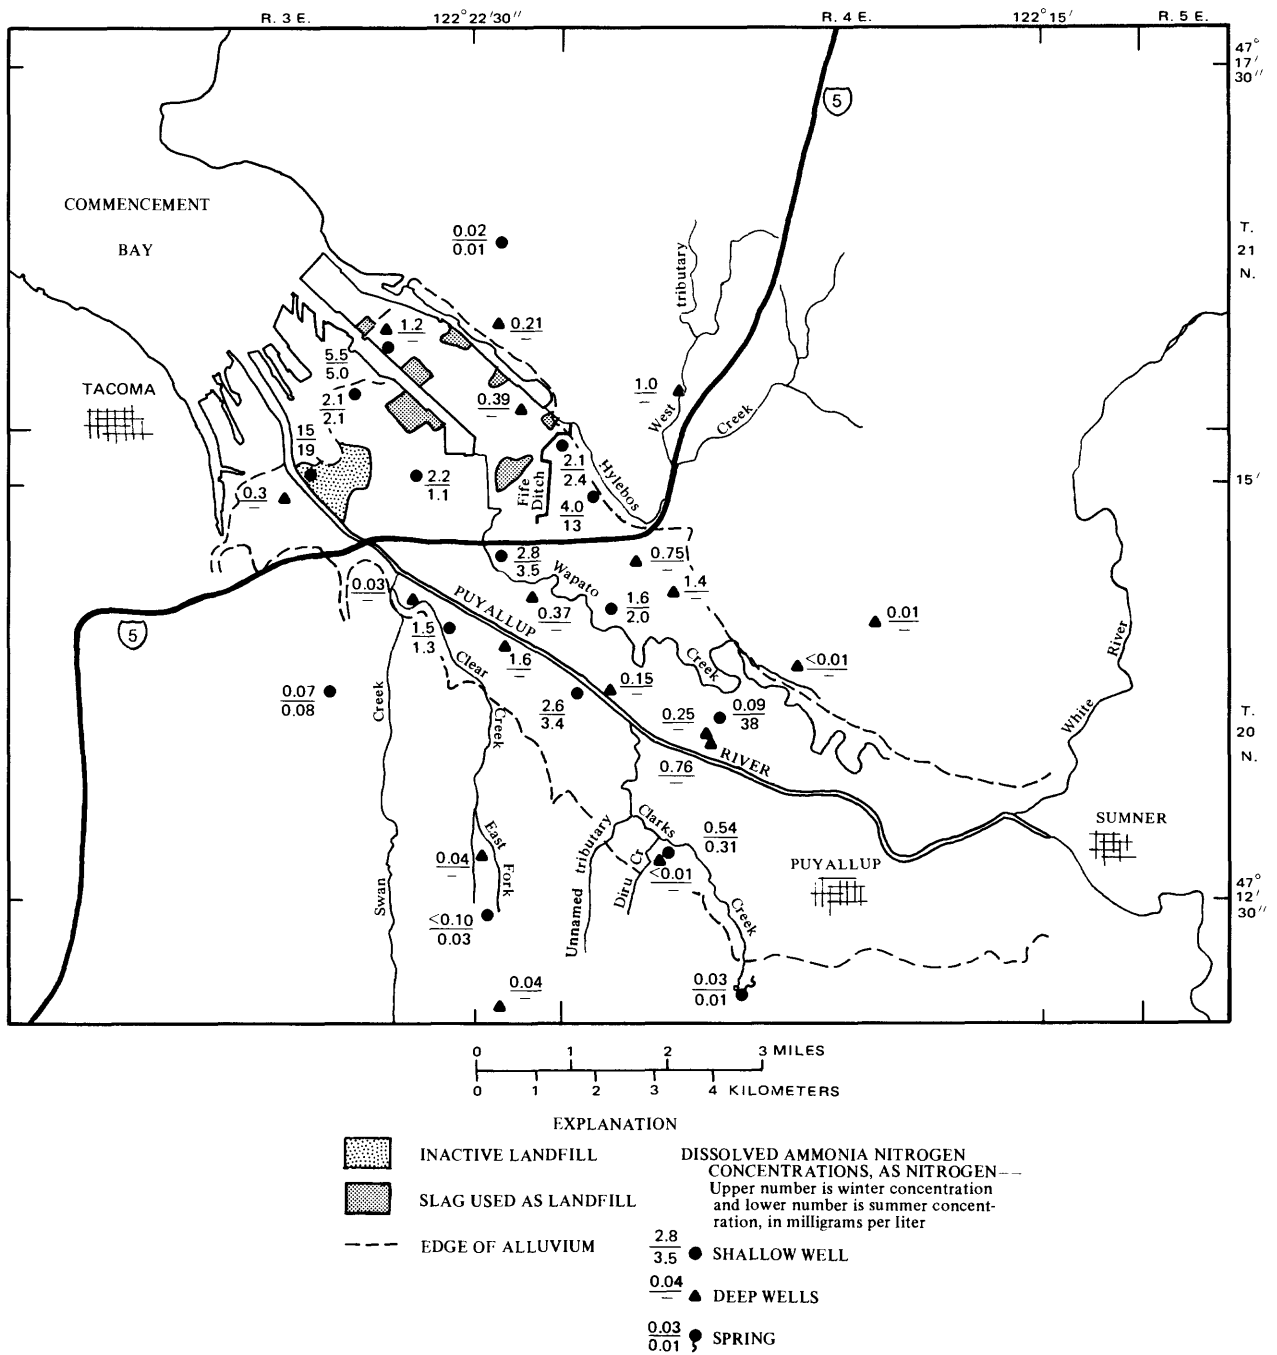 R. 3 E.
122° 22′30″
R. 4 E.
122° 15′
R. 5 E.
47°
17′
30″
5
COMMENCEMENT
BAY
T.
21
N.
0.02
0.01
tributary
1.2
—
0.21
—
5.5
5.0
TACOMA
2.1
2.1
0.39
—
1.0
—
West
Creek
15
19
2.2
1.1
Fife
Ditch
2.1
2.4
Hylebos
15′
0.3
—
4.0
13
2.8
3.5
Wapato
0.75
—
0.03
—
PUYALLUP
0.37
—
1.6
2.0
1.4
—
0.01
—
5
1.5
1.3
Clear
1.6
—
Creek
<0.01
—
River
0.07
0.08
Creek
Creek
2.6
3.4
0.15
—
0.25
—
0.09
38
White
T.
20
N.
0.76
—
RIVER
East
Fork
Clarks
0.54
0.31
SUMNER
0.04
—
Unnamed tributary
Diru Cr
<0.01
—
PUYALLUP
Swan
<0.10
0.03
Creek
47°
12′
30″
0.04
—
0.03
0.01
0 1 2 3 MILES
0 1 2 3 4 KILOMETERS
EXPLANATION
INACTIVE LANDFILL
SLAG USED AS LANDFILL
EDGE OF ALLUVIUM
DISSOLVED AMMONIA NITROGEN
CONCENTRATIONS, AS NITROGEN——
Upper number is winter concentration
and lower number is summer concent-
ration, in milligrams per liter
2.8
3.5
SHALLOW WELL
0.04
—
DEEP WELLS
0.03
0.01
SPRING